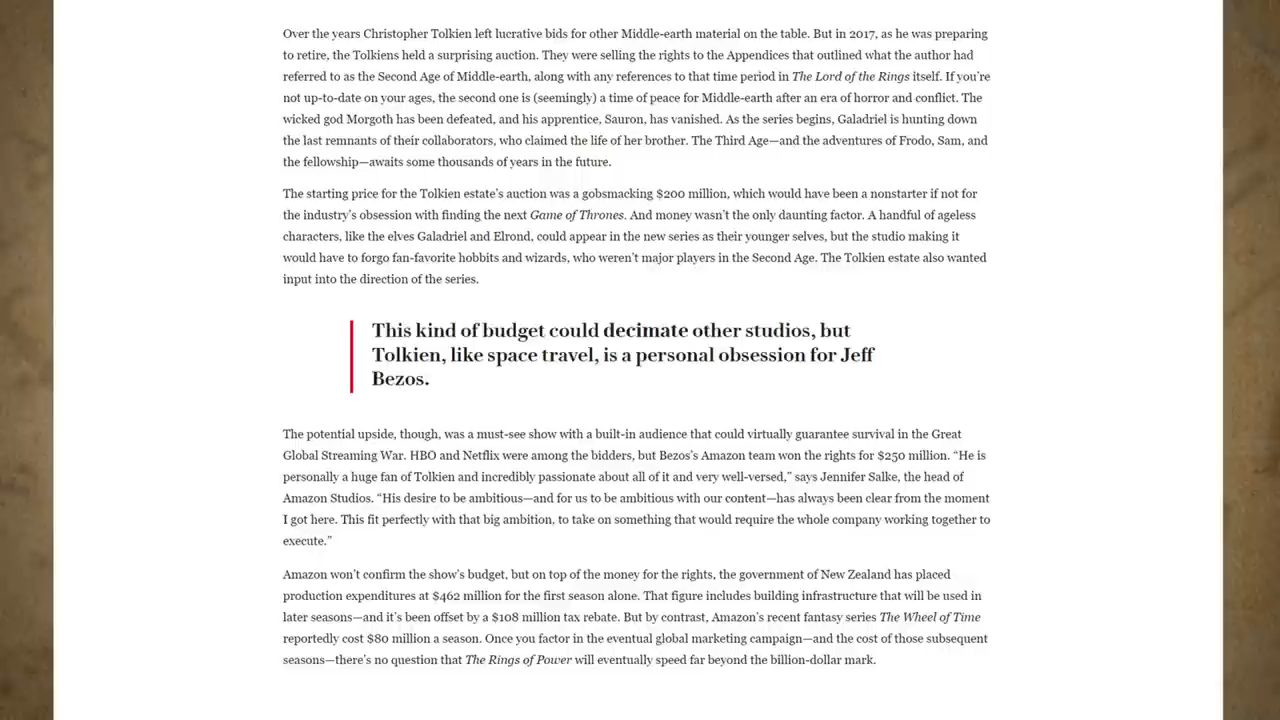 Over the years Christopher Tolkien left lucrative bids for other Middle-earth material on the table. But in 2017, as he was preparing
to retire, the Tolkiens held a surprising auction. They were selling the rights to the Appendices that outlined what the author had
referred to as the Second Age of Middle-earth, along with any references to that time period in The Lord of the Rings itself. If you’re
not up-to-date on your ages, the second one is (seemingly) a time of peace for Middle-earth after an era of horror and conflict. The
wicked god Morgoth has been defeated, and his apprentice, Sauron, has vanished. As the series begins, Galadriel is hunting down
the last remnants of their collaborators, who claimed the life of her brother. The Third Age—and the adventures of Frodo, Sam, and
the fellowship—awaits some thousands of years in the future.
The starting price for the Tolkien estate’s auction was a gobsmacking $200 million, which would have been a nonstarter if not for
the industry’s obsession with finding the next Game of Thrones. And money wasn’t the only daunting factor. A handful of ageless
characters, like the elves Galadriel and Elrond, could appear in the new series as their younger selves, but the studio making it
would have to forgo fan-favorite hobbits and wizards, who weren’t major players in the Second Age. The Tolkien estate also wanted
input into the direction of the series.
This kind of budget could decimate other studios, but
Tolkien, like space travel, is a personal obsession for Jeff
Bezos.
The potential upside, though, was a must-see show with a built-in audience that could virtually guarantee survival in the Great
Global Streaming War. HBO and Netflix were among the bidders, but Bezos’s Amazon team won the rights for $250 million. “He is
personally a huge fan of Tolkien and incredibly passionate about all of it and very well-versed,” says Jennifer Salke, the head of
Amazon Studios. “His desire to be ambitious—and for us to be ambitious with our content—has always been clear from the moment
I got here. This fit perfectly with that big ambition, to take on something that would require the whole company working together to
execute.”
Amazon won’t confirm the show’s budget, but on top of the money for the rights, the government of New Zealand has placed
production expenditures at $462 million for the first season alone. That figure includes building infrastructure that will be used in
later seasons—and it’s been offset by a $108 million tax rebate. But by contrast, Amazon’s recent fantasy series The Wheel of Time
reportedly cost $80 million a season. Once you factor in the eventual global marketing campaign—and the cost of those subsequent
seasons—there’s no question that The Rings of Power will eventually speed far beyond the billion-dollar mark.